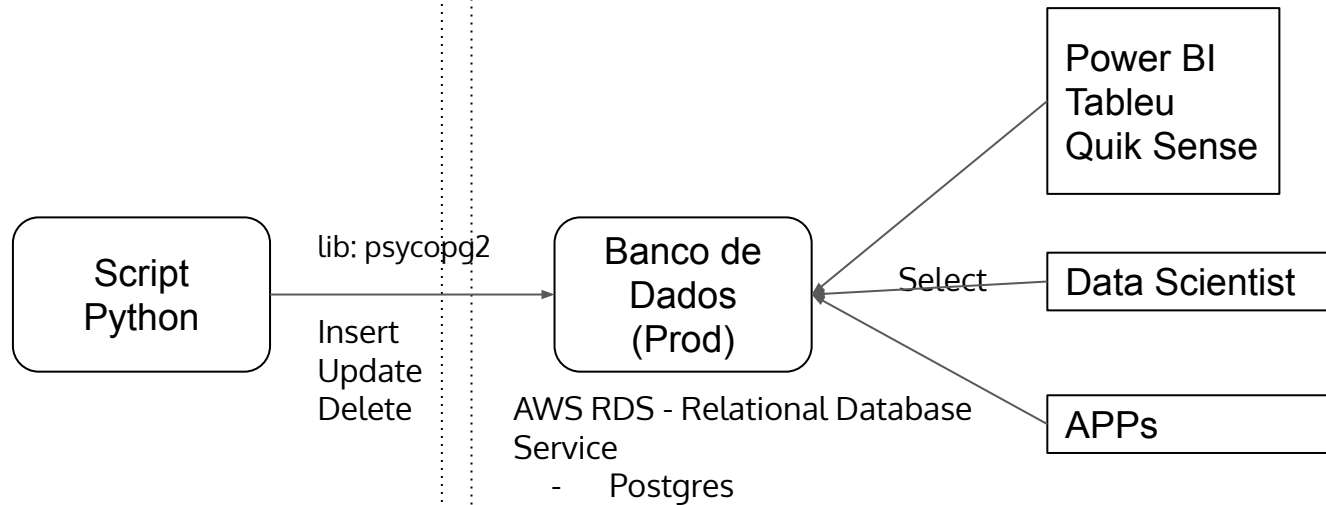 Script
Python
lib: psycopg2
Insert
Update
Delete
Banco de
Dados
(Prod)
AWS RDS - Relational Database
Service
- Postgres
Select
Power BI
Tableu
Quik Sense
Data Scientist
APPs